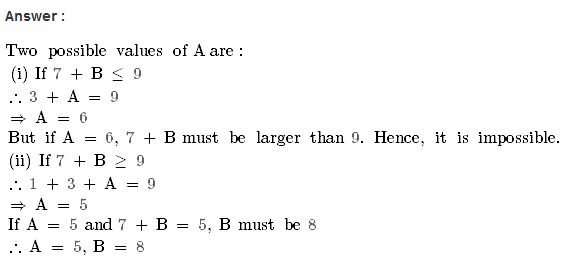 Answer :
Two possible values of A are :
(i) If 7 + B ≤ 9
∴ 3 + A = 9
⇒ A = 6
But if A = 6, 7 + B must be larger than 9. Hence, it is impossible.
(ii) If 7 + B ≥ 9
∴ 1 + 3 + A = 9
⇒ A = 5
If A = 5 and 7 + B = 5, B must be 8
∴ A = 5, B = 8